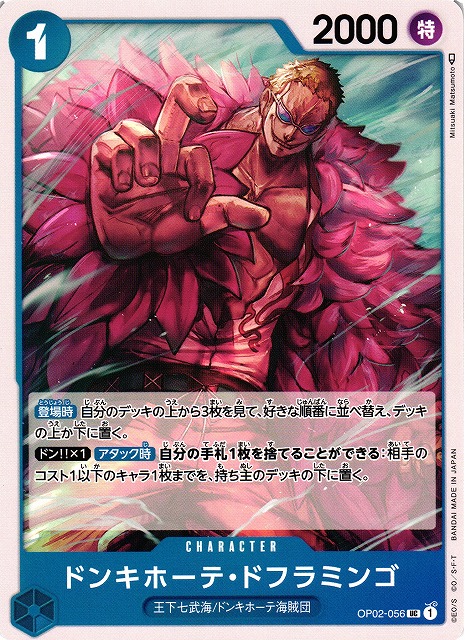 1
2000 特
Mitsuaki Matsumoto
登場時 自分のデッキの上から3枚を見て、好きな順番に並べ替え、デッキ
の上か下に置く。
ドン!!×1 アタック時 自分の手札1枚を捨てることができる：相手の
コスト1以下のキャラ1枚までを、持ち主のデッキの下に置く。
CHARACTER
ドンキホーテ・ドフラミンゴ
王下七武海/ドンキホーテ海賊団
OP02-056 UC 1
©E.O/S ©O／S・F・T BANDAI MADE IN JAPAN